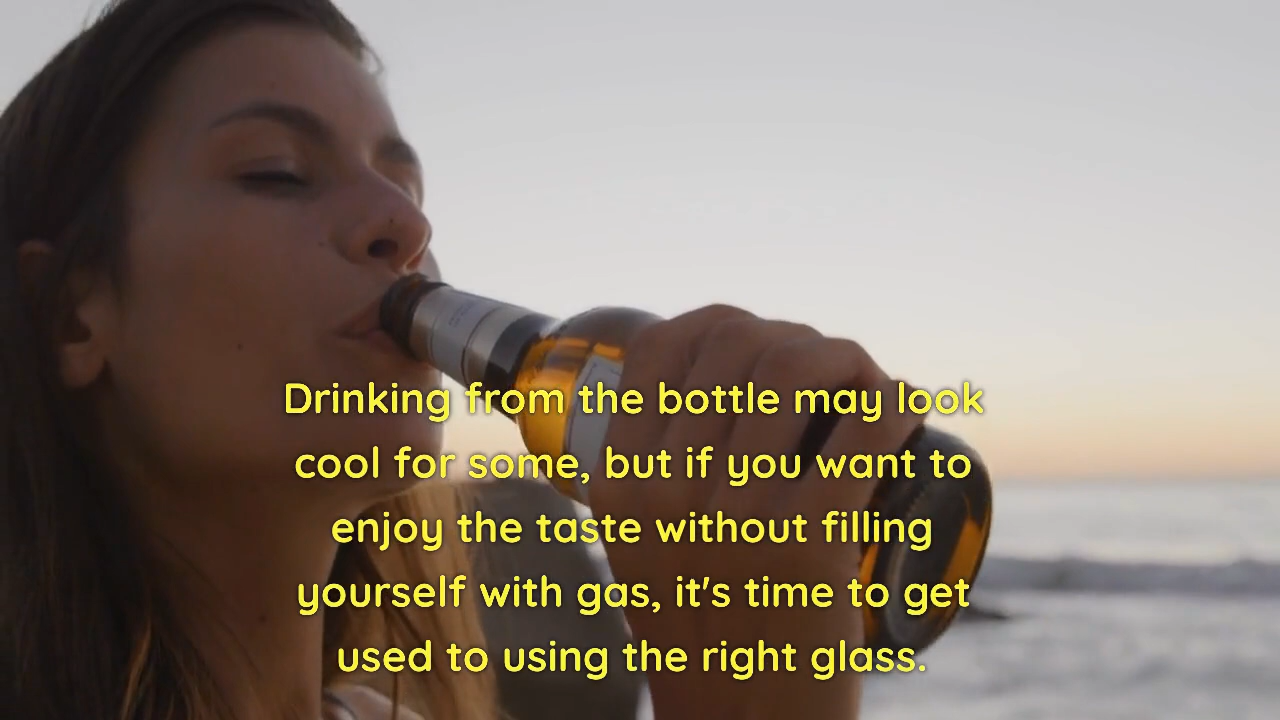 Drinking from the bottle may look
cool for some, but if you want to
enjoy the taste without filling
yourself with gas, it's time to get
used to using the right glass.